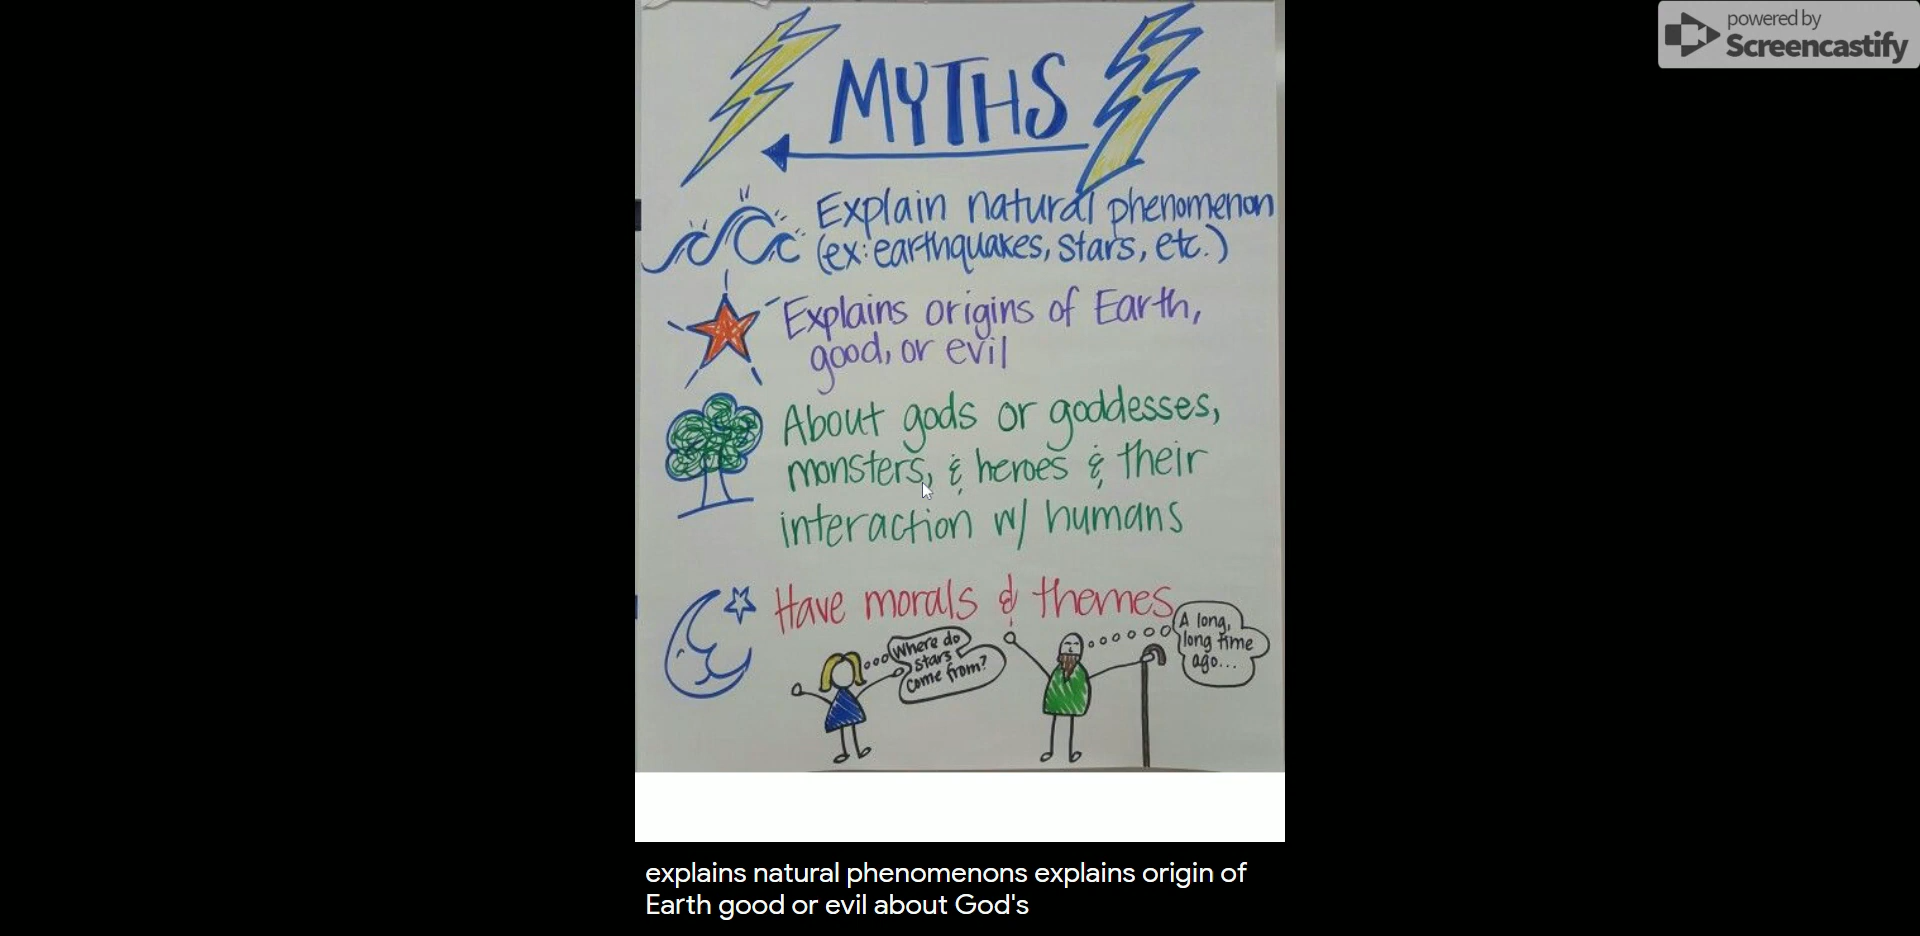 powered by
Screencastify
MYTHS
Explain natural phenomenon
(ex: earthquakes, stars, etc.)
Explains origins of Earth,
good, or evil
About gods or goddesses,
monsters, & heroes & their
interaction w/ humans
Have morals & themes
Where do
stars
come from?
A long,
long time
ago...
explains natural phenomenons explains origin of
Earth good or evil about God's